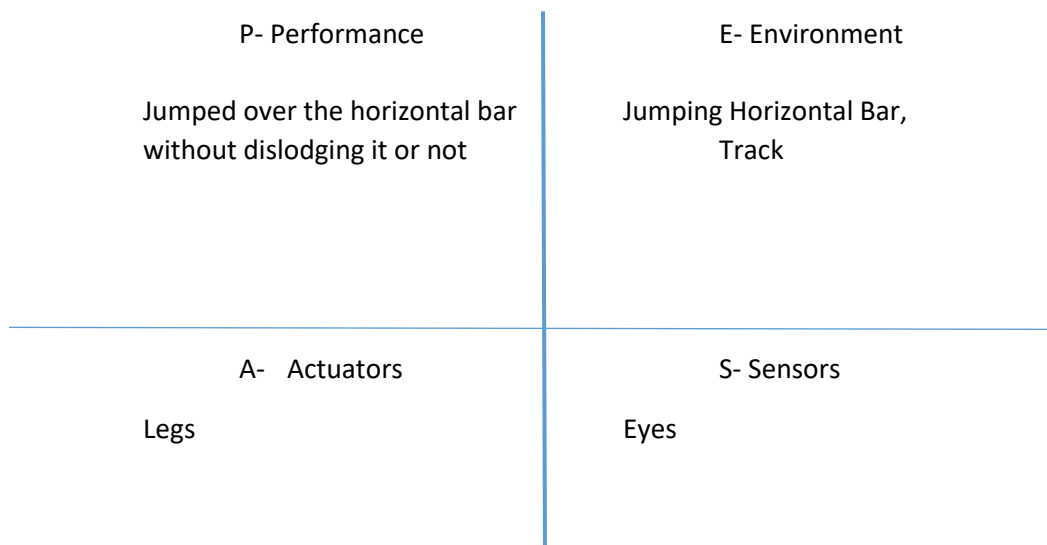 P- Performance
Jumped over the horizontal bar
without dislodging it or not
E- Environment
Jumping Horizontal Bar,
Track
A- Actuators
Legs
S- Sensors
Eyes